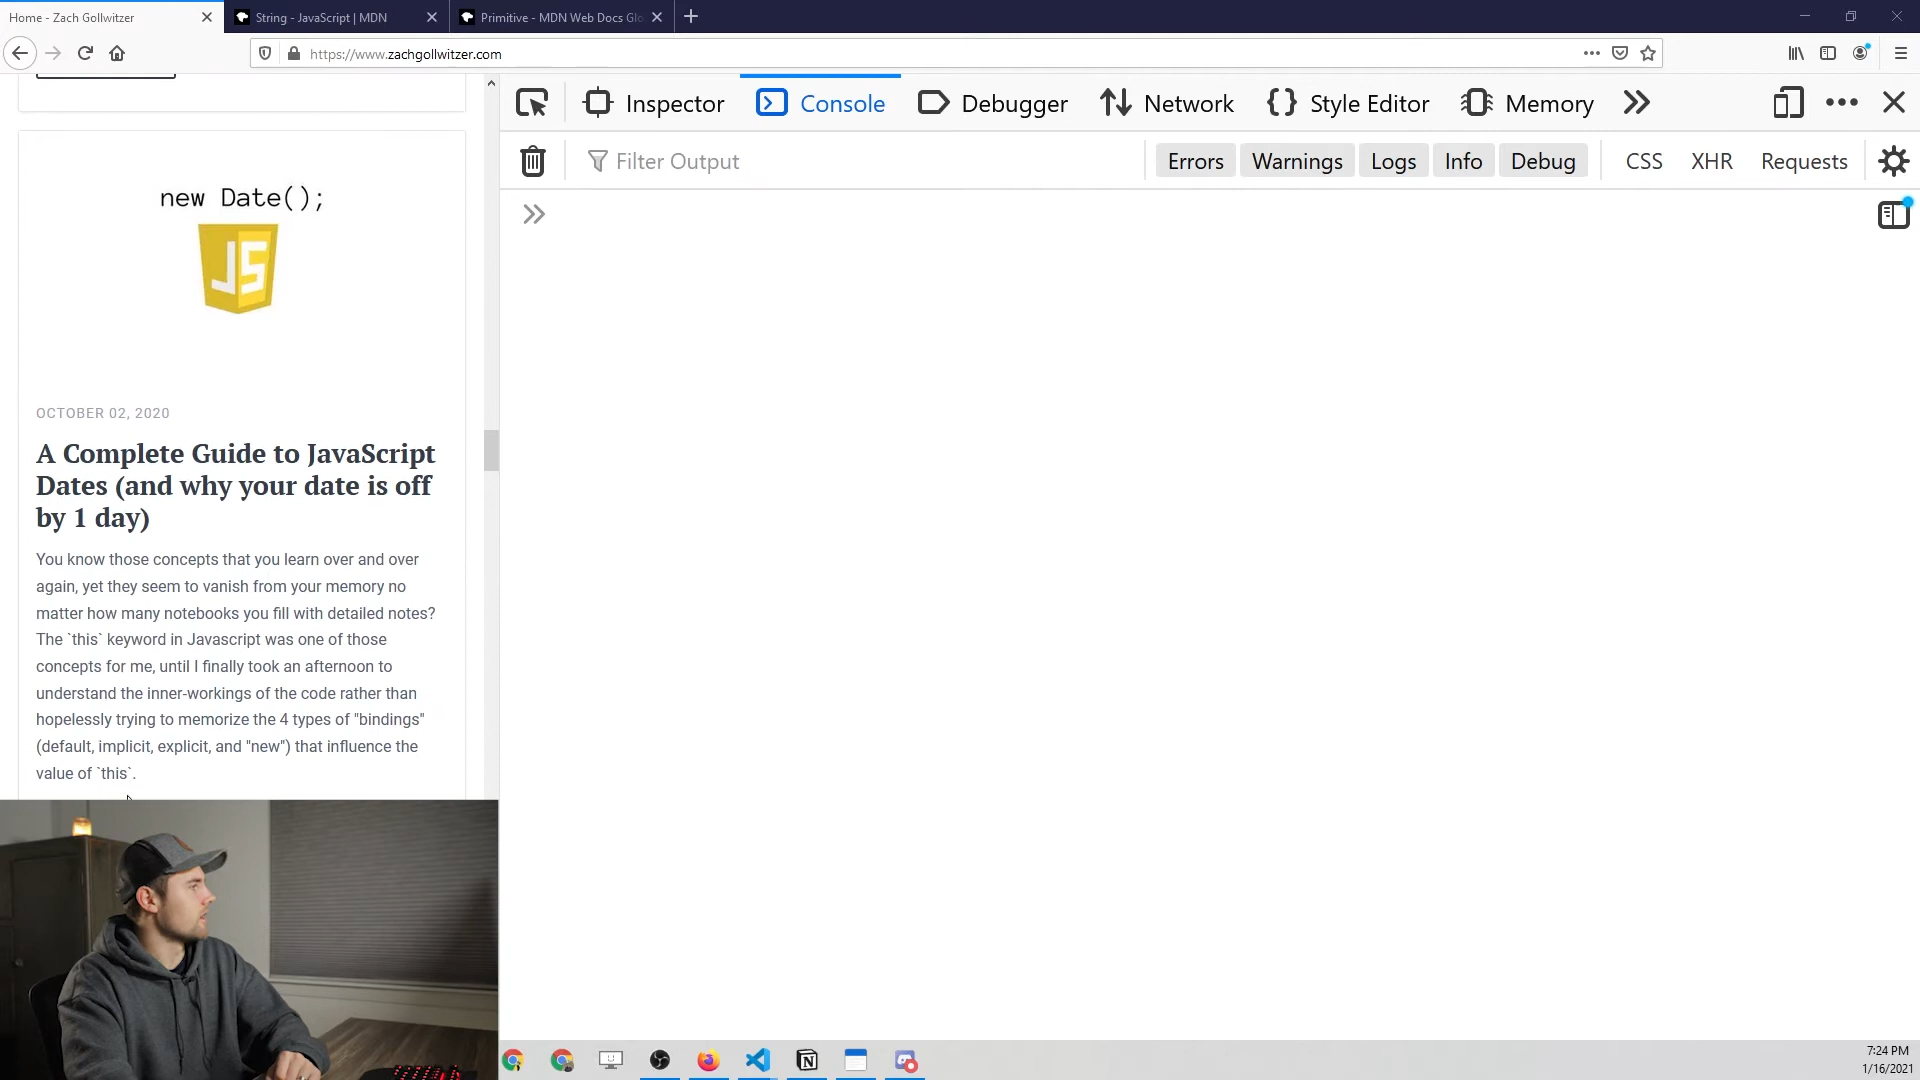 Home - Zach Gollwitzer
String - JavaScript | MDN
Primitive - MDN Web Docs Glo
https://www.zachgollwitzer.com
Inspector
Console
Debugger
Network
Style Editor
Memory
Filter Output
Errors
Warnings
Logs
Info
Debug
CSS
XHR
Requests
new Date();
JS
OCTOBER 02, 2020
A Complete Guide to JavaScript
Dates (and why your date is off
by 1 day)
You know those concepts that you learn over and over
again, yet they seem to vanish from your memory no
matter how many notebooks you fill with detailed notes?
The `this` keyword in Javascript was one of those
concepts for me, until I finally took an afternoon to
understand the inner-workings of the code rather than
hopelessly trying to memorize the 4 types of "bindings"
(default, implicit, explicit, and "new") that influence the
value of `this`.
7:24 PM
1/16/2021